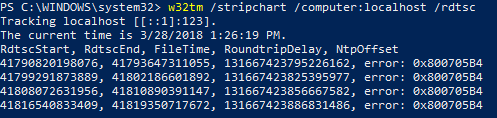 PS C:\WINDOWS\system32> w32tm /stripchart /computer:localhost /rdtsc
Tracking localhost [[::1]:123].
The current time is 3/28/2018 1:26:19 PM.
RdtscStart, RdtscEnd, FileTime, RoundtripDelay, NtpOffset
41790820198076, 41793647311055, 131667423795226162, error: 0x800705B4
41799291873889, 41802186601892, 131667423825395977, error: 0x800705B4
41808072631956, 41810890391147, 131667423856667582, error: 0x800705B4
41816540833409, 41819350717672, 131667423886831486, error: 0x800705B4